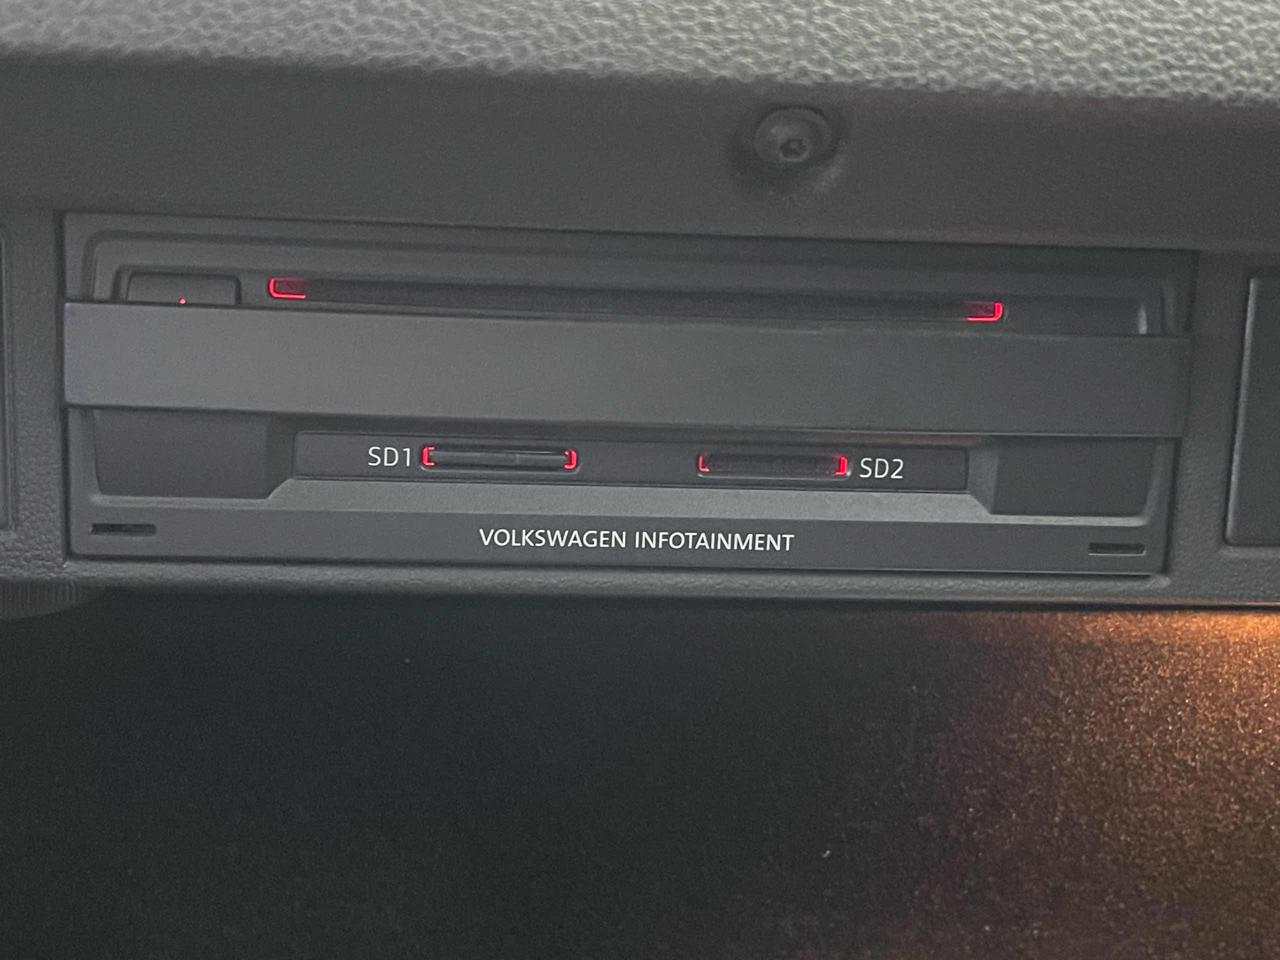 SD1 SD2
VOLKSWAGEN INFOTAINMENT